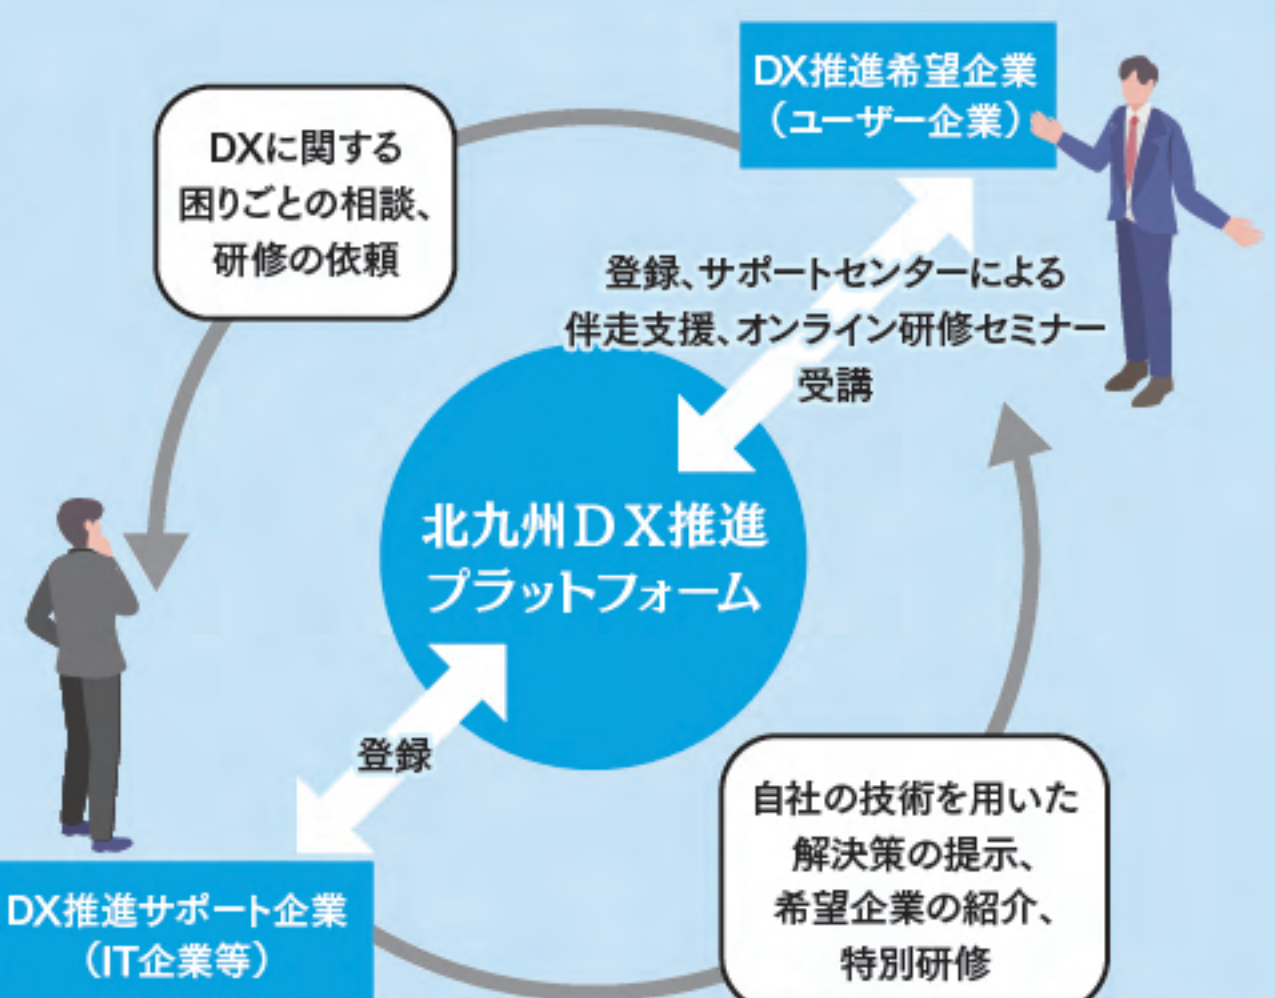 DX推進希望企業
（ユーザー企業）
DXに関する
困りごとの相談、
研修の依頼
登録、サポートセンターによる
伴走支援、オンライン研修セミナー
受講
北九州ＤＸ推進
プラットフォーム
登録
自社の技術を用いた
解決策の提示、
希望企業の紹介、
特別研修
DX推進サポート企業
（IT企業等）